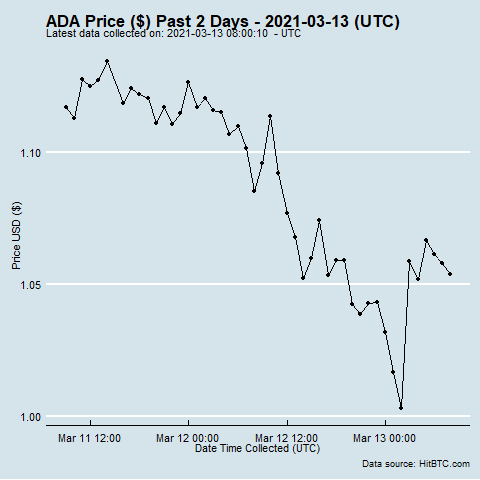 ADA Price ($) Past 2 Days - 2021-03-13 (UTC)
Latest data collected on: 2021-03-13 08:00:10  - UTC
1.10
1.05
1.00
Price USD ($)
Mar 11 12:00
Mar 12 00:00
Mar 12 12:00
Mar 13 00:00
Date Time Collected (UTC)
Data source: HitBTC.com